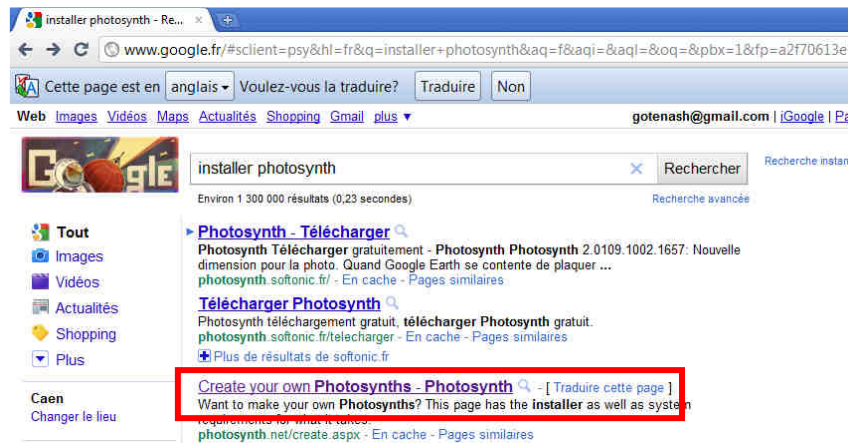 installer photosynth - Re...
www.google.fr/#sclient=psy&hl=fr&q=installer+photosynth&aq=f&aqi=&aql=&oq=&pbx=1&fp=a2f70613e
Cette page est en anglais Voulez-vous la traduire? Traduire Non
Web Images Vidéos Maps Actualités Shopping Gmail plus ▼ gotenash@gmail.com | iGoogle | Pa
Google
installer photosynth Rechercher Recherche instan
Environ 1 300 000 résultats (0,23 secondes) Recherche avancée
Tout
Images
Vidéos
Actualités
Shopping
Plus
Caen
Changer le lieu
Photosynth - Télécharger
Photosynth Télécharger gratuitement - Photosynth Photosynth 2.0109.1002.1657: Nouvelle
dimension pour la photo. Quand Google Earth se contente de plaquer ...
photosynth.softonic.fr/ - En cache - Pages similaires
Télécharger Photosynth
Photosynth téléchargement gratuit, télécharger Photosynth gratuit.
photosynth.softonic.fr/telecharger - En cache - Pages similaires
Plus de résultats de softonic.fr
Create your own Photosynths - Photosynth - [ Traduire cette page ]
Want to make your own Photosynths? This page has the installer as well as system
requirements for what it takes.
photosynth.net/create.aspx - En cache - Pages similaires